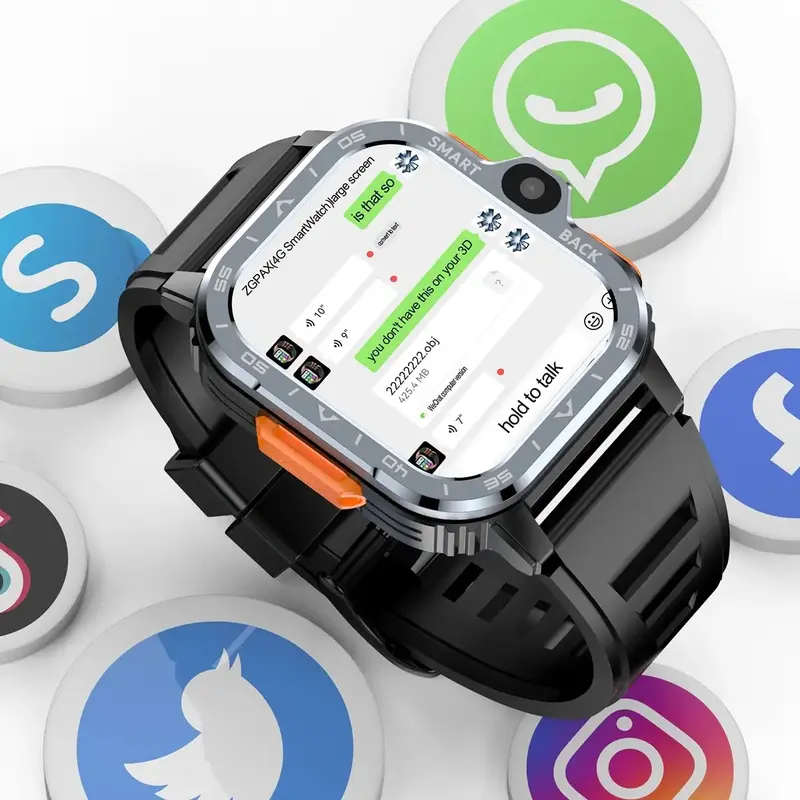 SMART
BACK
05
55
50
40
35
25
ZGPAX(4G SmartWatch)large screen
is that so
convert to text
10"
9"
you don't have this on your 3D
?
22222222.obj
425.4 MB
WeChat computer version
7"
hold to talk